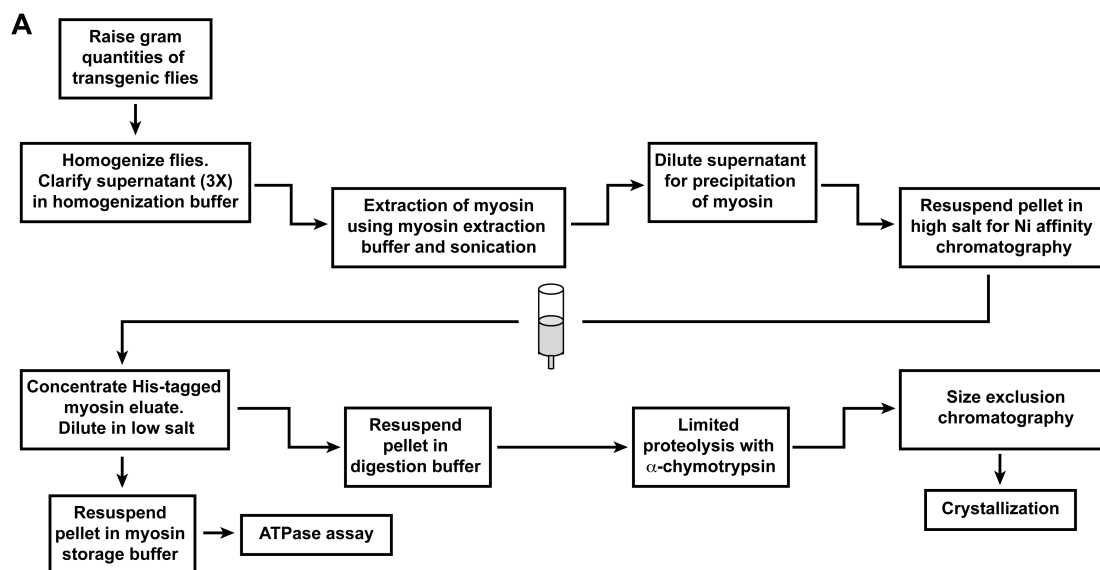 A
Raise gram
quantities of
transgenic flies
Homogenize flies.
Clarify supernatant (3X)
in homogenization buffer
Extraction of myosin
using myosin extraction
buffer and sonication
Dilute supernatant
for precipitation
of myosin
Resuspend pellet in
high salt for Ni affinity
chromatography
Concentrate His-tagged
myosin eluate.
Dilute in low salt
Resuspend
pellet in
digestion buffer
Limited
proteolysis with
α-chymotrypsin
Size exclusion
chromatography
Crystallization
Resuspend
pellet in myosin
storage buffer
ATPase assay